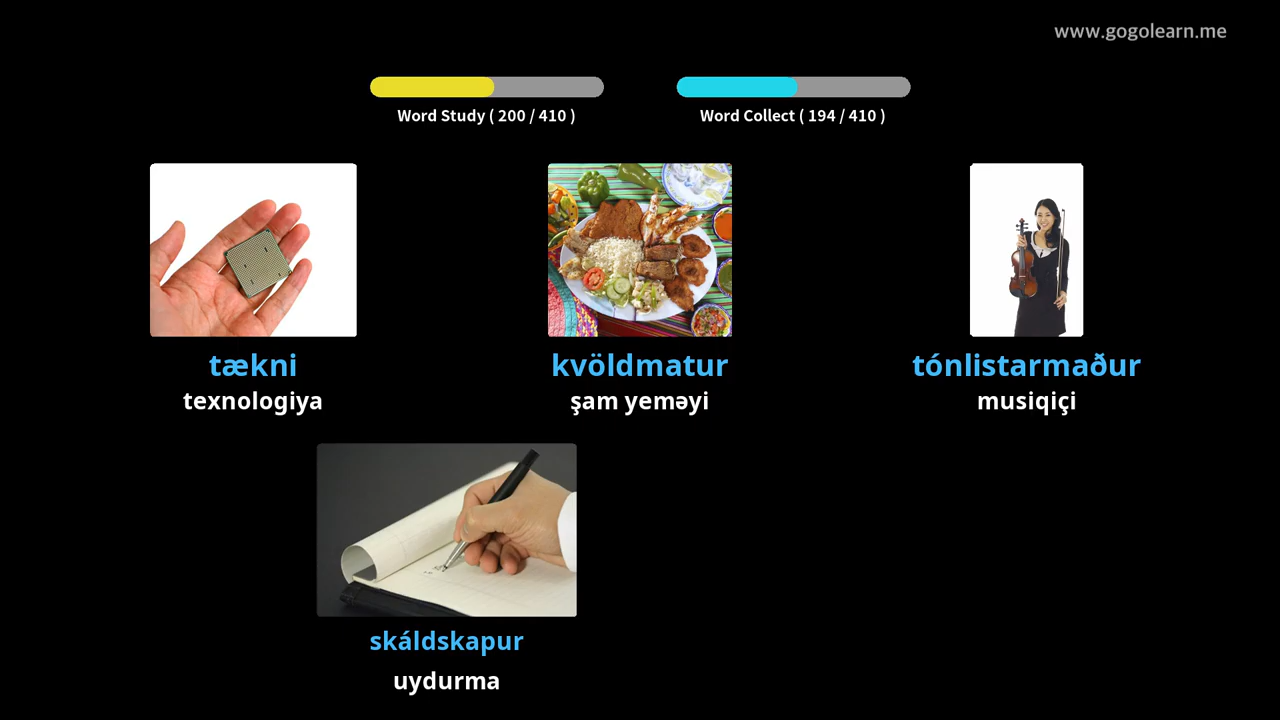 www.gogolearn.me
Word Study ( 200 / 410 )
Word Collect ( 194 / 410 )
tækni
texnologiya
kvöldmatur
şam yeməyi
tónlistarmaður
musiqiçi
skáldskapur
uydurma